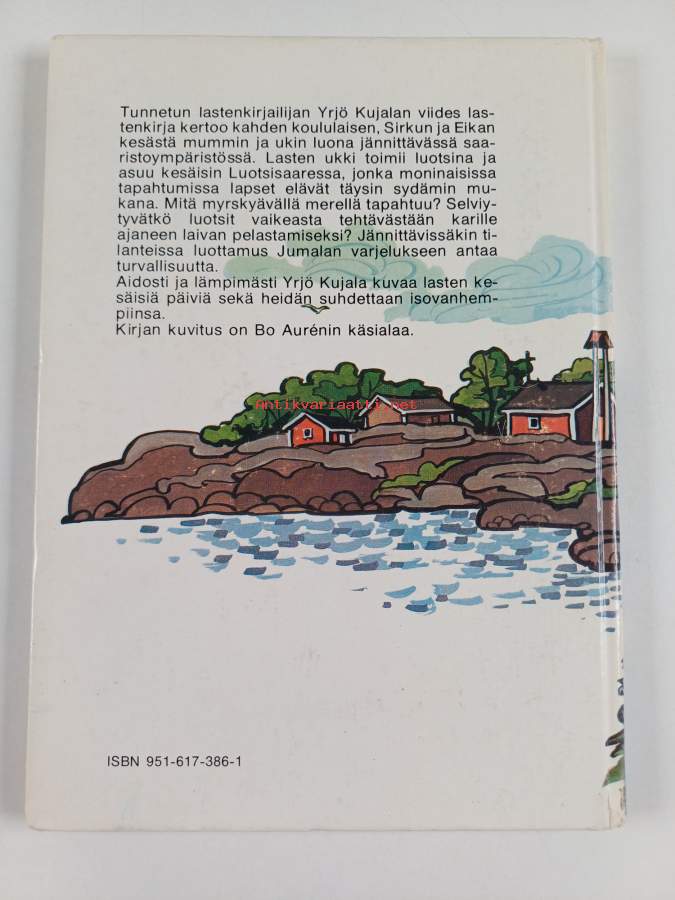 Tunnetun lastenkirjailijan Yrjö Kujalan viides las-
tenkirja kertoo kahden koululaisen, Sirkun ja Eikan
kesästä mummin ja ukin luona jännittävässä saa-
ristoympäristössä. Lasten ukki toimii luotsina ja
asuu kesäisin Luotsisaaressa, jonka moninaisissa
tapahtumissa lapset elävät täysin sydämin mu-
kana. Mitä myrskyävällä merellä tapahtuu? Selviy-
tyvätkö luotsit vaikeasta tehtävästään karille
ajaneen laivan pelastamiseksi? Jännittävissäkin ti-
lanteissa luottamus Jumalan varjelukseen antaa
turvallisuutta.
Aidosti ja lämpimästi Yrjö Kujala kuvaa lasten ke-
säisiä päiviä sekä heidän suhdettaan isovanhem-
piinsa.
Kirjan kuvitus on Bo Aurénin käsialaa.
Antikvariaatti.net
ISBN 951-617-386-1